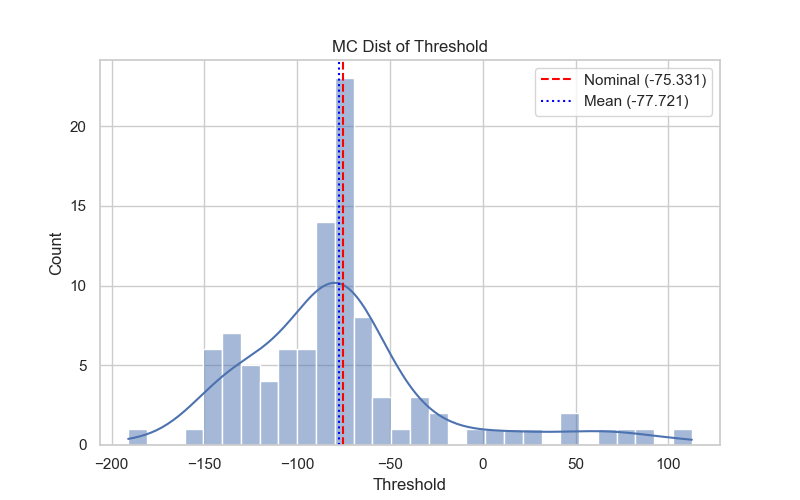 MC Dist of Threshold
Nominal (-75.331)
Mean (-77.721)
Count
20
15
10
5
0
−200
−150
−100
−50
0
50
100
Threshold